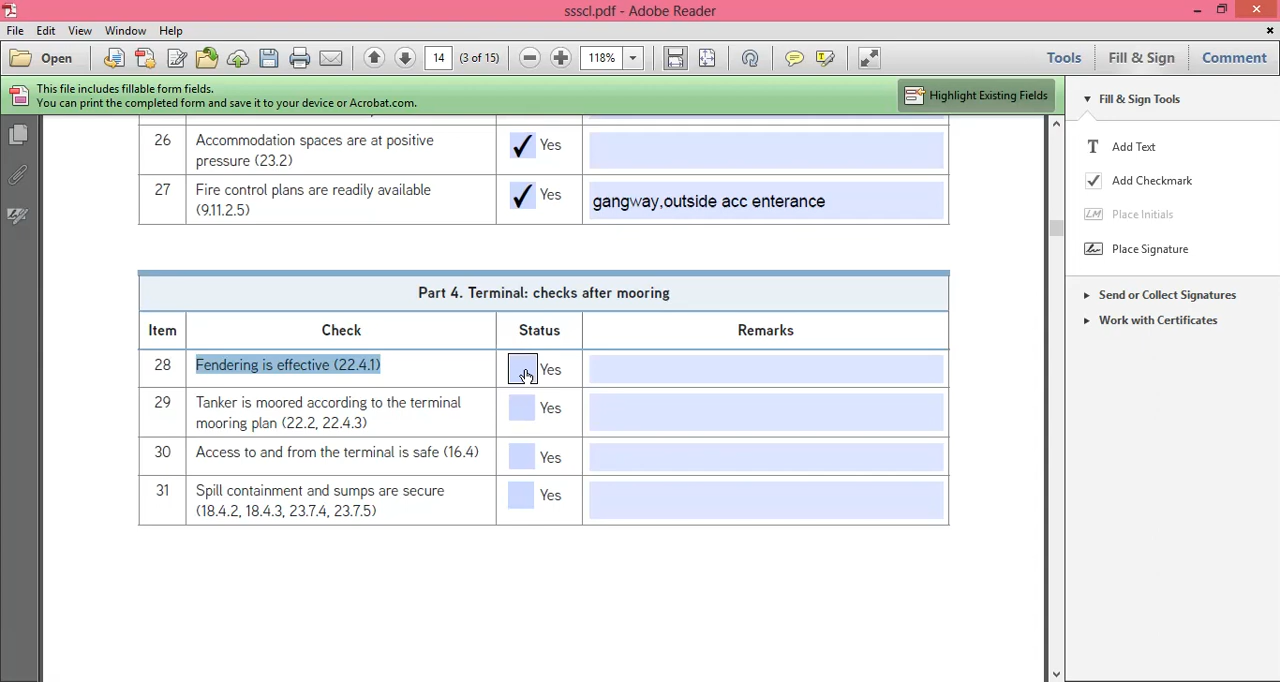 ssscl.pdf - Adobe Reader
File Edit View Window Help
Open 14 (3 of 15) 118% Tools Fill & Sign Comment
This file includes fillable form fields.
You can print the completed form and save it to your device or Acrobat.com.
Highlight Existing Fields
Fill & Sign Tools
Add Text
Add Checkmark
Place Initials
Place Signature
Send or Collect Signatures
Work with Certificates
26 Accommodation spaces are at positive Yes
pressure (23.2)
27 Fire control plans are readily available Yes gangway,outside acc enterance
(9.11.2.5)
Part 4. Terminal: checks after mooring
Item Check Status Remarks
28 Fendering is effective (22.4.1) Yes
29 Tanker is moored according to the terminal Yes
mooring plan (22.2, 22.4.3)
30 Access to and from the terminal is safe (16.4) Yes
31 Spill containment and sumps are secure Yes
(18.4.2, 18.4.3, 23.7.4, 23.7.5)